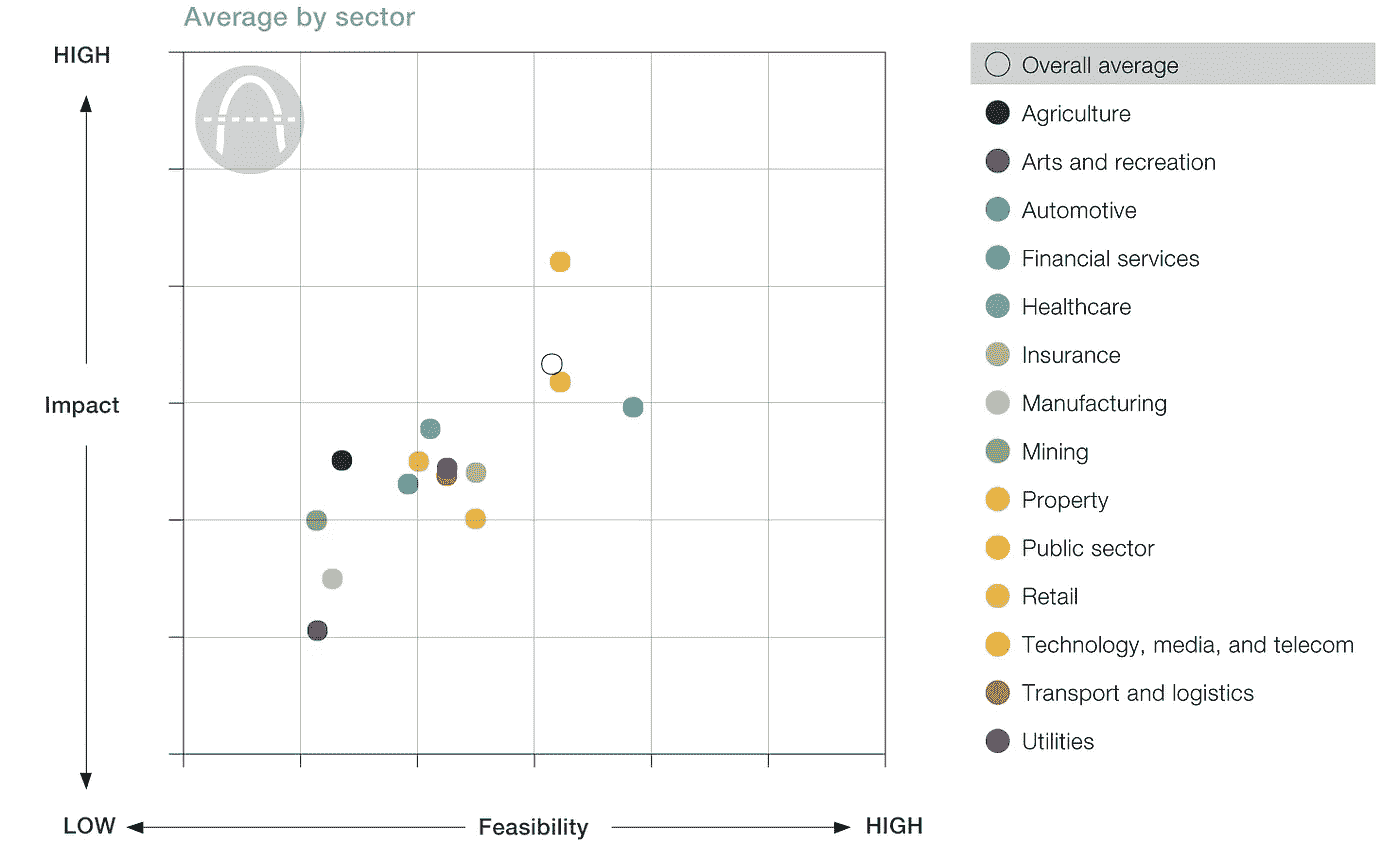 Average by sector
HIGH
Impact
LOW
Feasibility
HIGH
Overall average
Agriculture
Arts and recreation
Automotive
Financial services
Healthcare
Insurance
Manufacturing
Mining
Property
Public sector
Retail
Technology, media, and telecom
Transport and logistics
Utilities